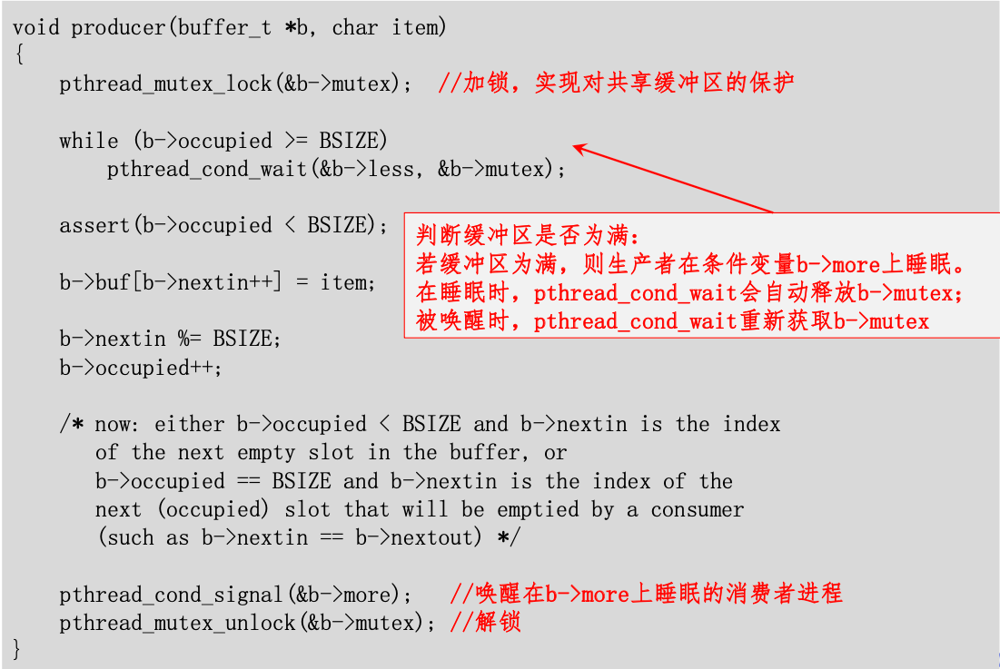 void producer(buffer_t *b, char item)
{
pthread_mutex_lock(&b->mutex); //加锁，实现对共享缓冲区的保护
while (b->occupied >= BSIZE)
pthread_cond_wait(&b->less, &b->mutex);
assert(b->occupied < BSIZE);
判断缓冲区是否为满：
若缓冲区为满，则生产者在条件变量b->more上睡眠。
在睡眠时，pthread_cond_wait会自动释放b->mutex；
被唤醒时，pthread_cond_wait重新获取b->mutex
b->buf[b->nextin++] = item;
b->nextin %= BSIZE;
b->occupied++;
/* now: either b->occupied < BSIZE and b->nextin is the index
of the next empty slot in the buffer, or
b->occupied == BSIZE and b->nextin is the index of the
next (occupied) slot that will be emptied by a consumer
(such as b->nextin == b->nextout) */
pthread_cond_signal(&b->more); //唤醒在b->more上睡眠的消费者进程
pthread_mutex_unlock(&b->mutex); //解锁
}